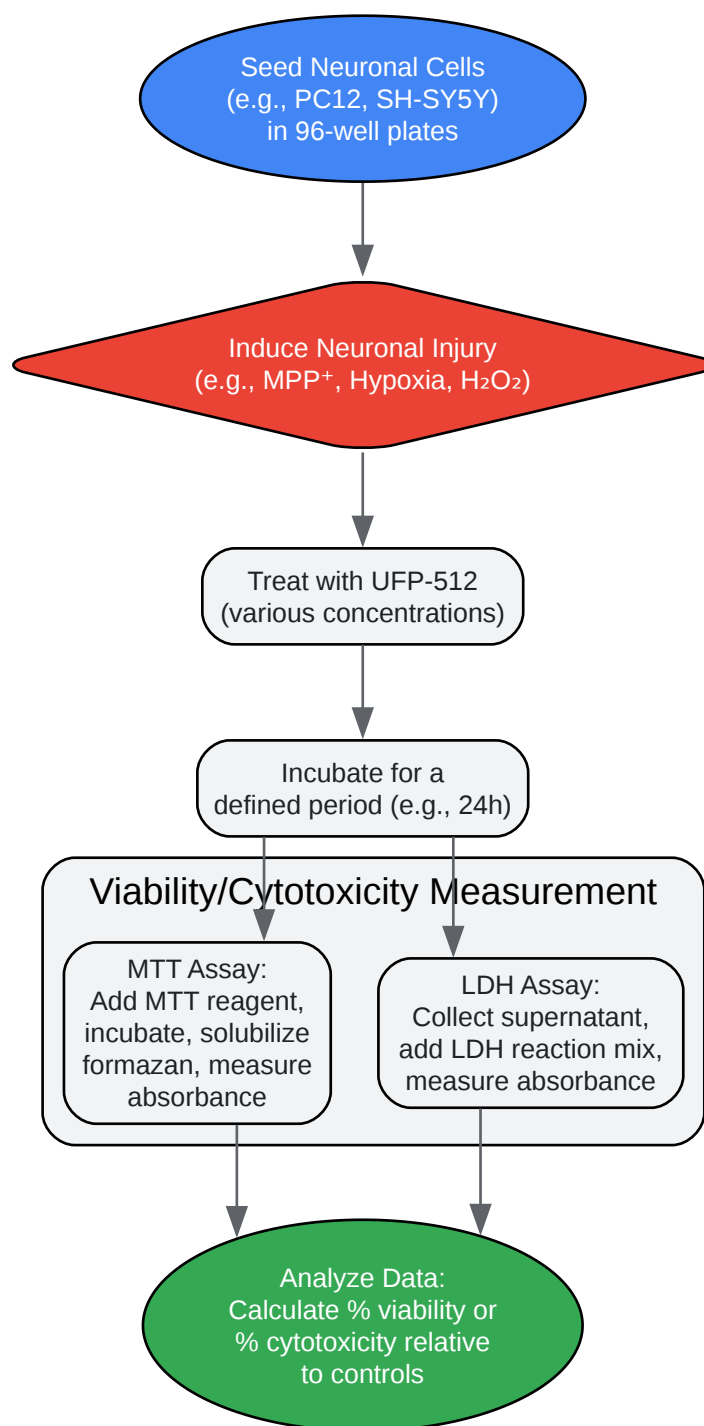 Seed Neuronal Cells
(e.g., PC12, SH-SY5Y)
in 96-well plates
Induce Neuronal Injury
(e.g., MPP⁺, Hypoxia, H₂O₂)
Treat with UFP-512
(various concentrations)
Incubate for a
defined period (e.g., 24h)
Viability/Cytotoxicity Measurement
MTT Assay:
Add MTT reagent,
incubate, solubilize
formazan, measure
absorbance
LDH Assay:
Collect supernatant,
add LDH reaction mix,
measure absorbance
Analyze Data:
Calculate % viability or
% cytotoxicity relative
to controls